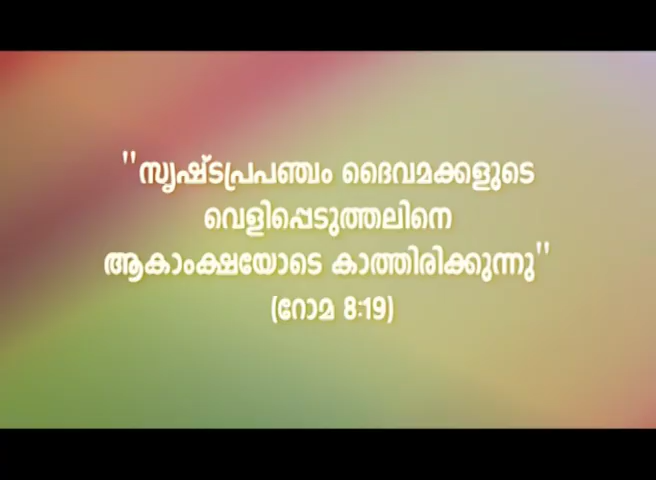 "സൃഷ്ടപ്രപഞ്ചം ദൈവമക്കളുടെ
വെളിപ്പെടുത്തലിനെ
ആകാംക്ഷയോടെ കാത്തിരിക്കുന്നു"
(റോമ 8:19)